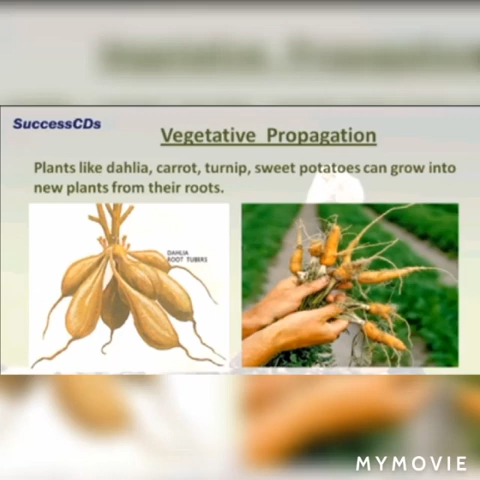 SuccessCDs
Vegetative Propagation
Plants like dahlia, carrot, turnip, sweet potatoes can grow into
new plants from their roots.
DAHLIA
ROOT TUBERS
MYMOVIE